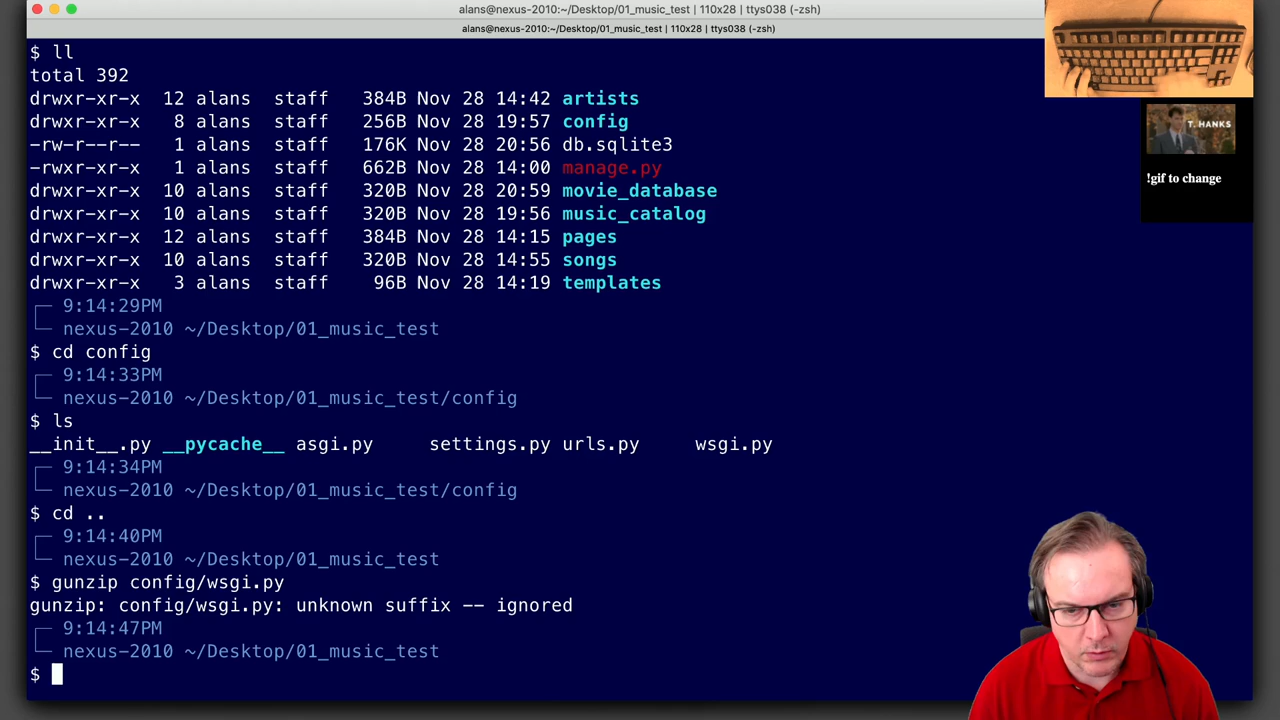 alans@nexus-2010:~/Desktop/01_music_test | 110x28 | ttys038 (-zsh)
alans@nexus-2010:~/Desktop/01_music_test | 110x28 | ttys038 (-zsh)
$ ll
total 392
drwxr-xr-x 12 alans staff 384B Nov 28 14:42 artists
drwxr-xr-x 8 alans staff 256B Nov 28 19:57 config
-rw-r--r-- 1 alans staff 176K Nov 28 20:56 db.sqlite3
-rwxr-xr-x 1 alans staff 662B Nov 28 14:00 manage.py
drwxr-xr-x 10 alans staff 320B Nov 28 20:59 movie_database
drwxr-xr-x 10 alans staff 320B Nov 28 19:56 music_catalog
drwxr-xr-x 12 alans staff 384B Nov 28 14:15 pages
drwxr-xr-x 10 alans staff 320B Nov 28 14:55 songs
drwxr-xr-x 3 alans staff 96B Nov 28 14:19 templates
9:14:29PM
nexus-2010 ~/Desktop/01_music_test
$ cd config
9:14:33PM
nexus-2010 ~/Desktop/01_music_test/config
$ ls
__init__.py __pycache__ asgi.py settings.py urls.py wsgi.py
9:14:34PM
nexus-2010 ~/Desktop/01_music_test/config
$ cd ..
9:14:40PM
nexus-2010 ~/Desktop/01_music_test
$ gunzip config/wsgi.py
gunzip: config/wsgi.py: unknown suffix -- ignored
9:14:47PM
nexus-2010 ~/Desktop/01_music_test
$
T. HANKS
!gif to change